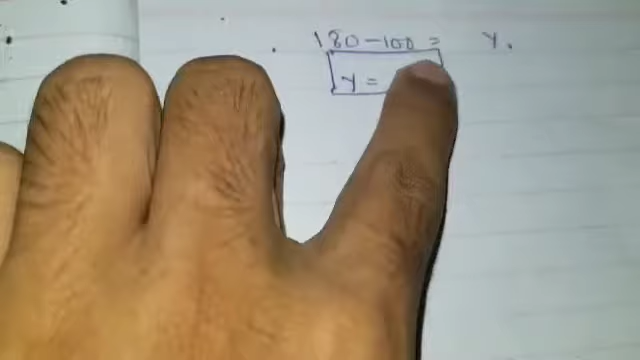 180-100 = Y.
Y =